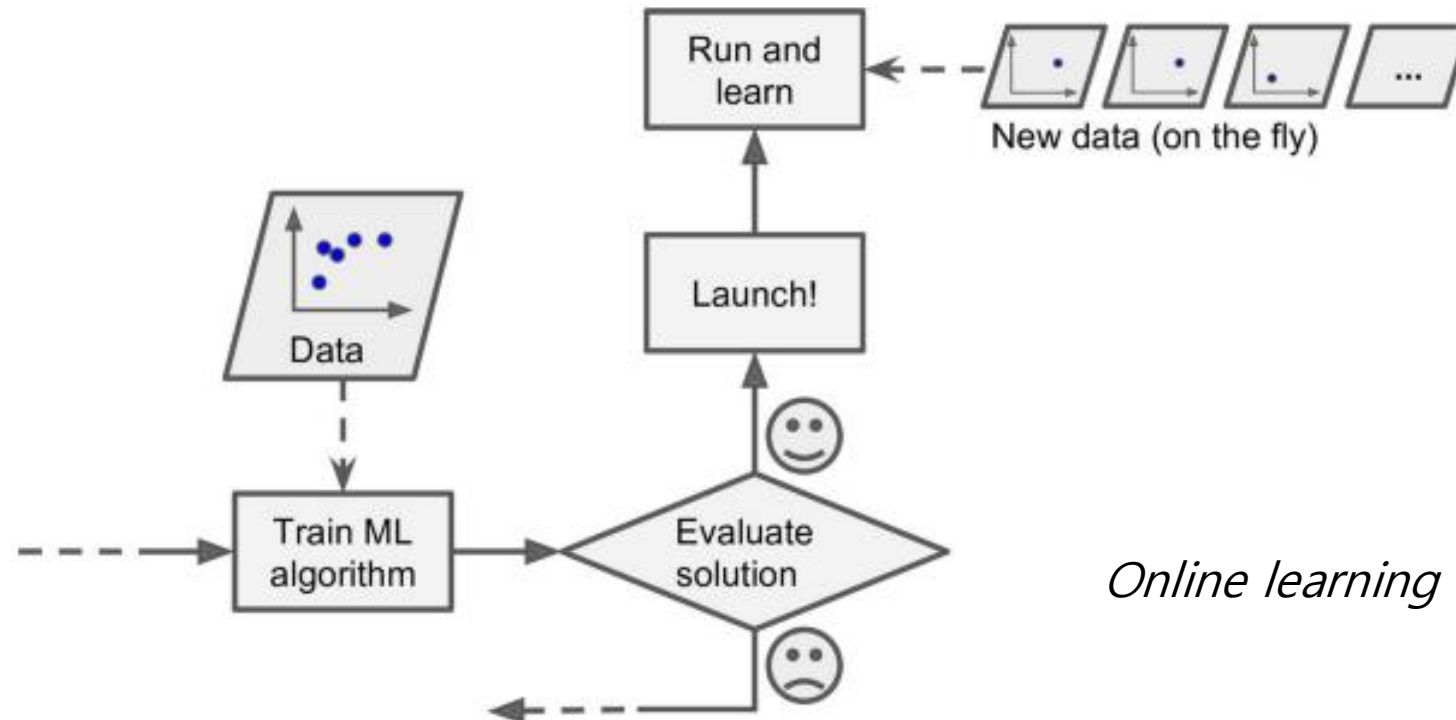 Run and
learn
...
New data (on the fly)
Launch!
Data
Train ML
algorithm
Evaluate
solution
Online learning